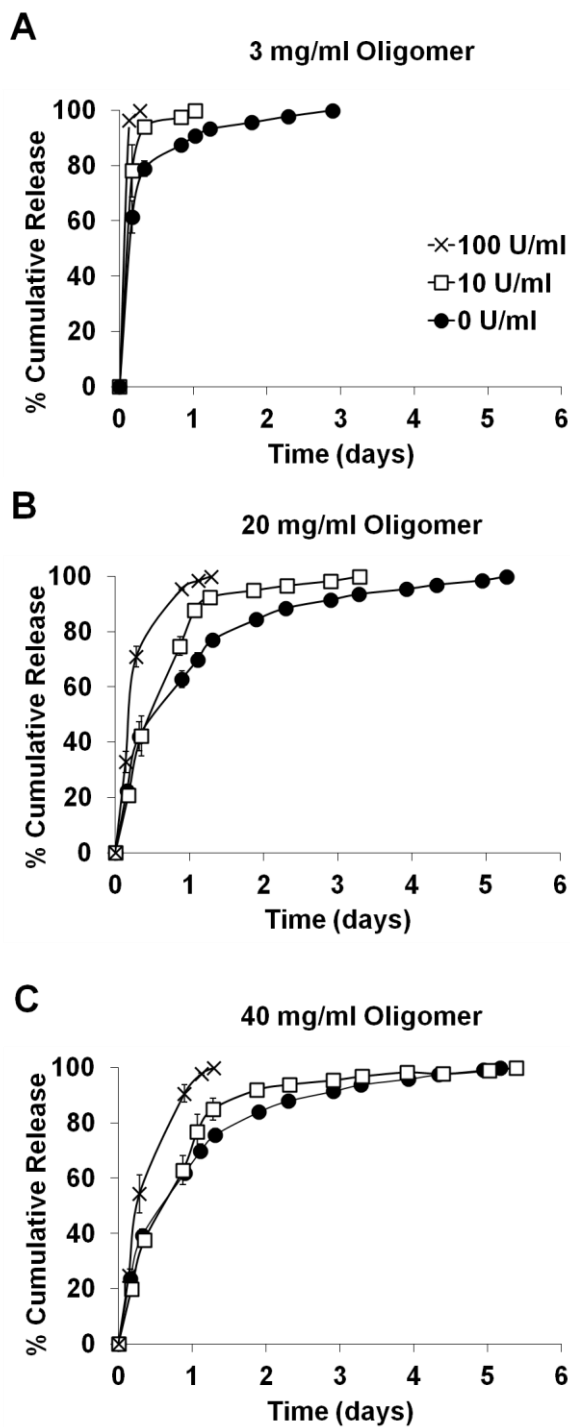 A
3 mg/ml Oligomer
% Cumulative Release
100
80
60
40
20
0
100 U/ml
10 U/ml
0 U/ml
0 1 2 3 4 5 6
Time (days)
B
20 mg/ml Oligomer
% Cumulative Release
100
80
60
40
20
0
0 1 2 3 4 5 6
Time (days)
C
40 mg/ml Oligomer
% Cumulative Release
100
80
60
40
20
0
0 1 2 3 4 5 6
Time (days)